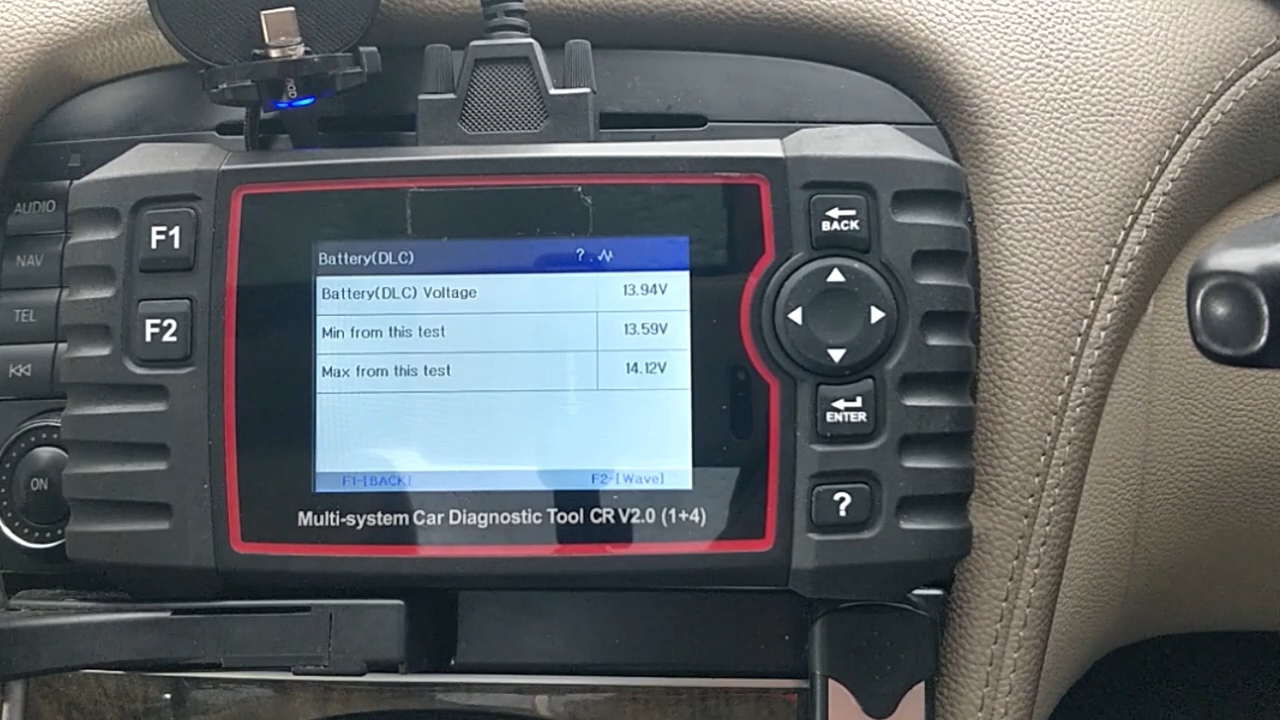 AUDIO
NAV
TEL
ON
F1
F2
Battery(DLC) ? .
Battery(DLC) Voltage 13.94V
Min from this test 13.59V
Max from this test 14.12V
F1-[BACK] F2-[Wave]
Multi-system Car Diagnostic Tool CR V2.0 (1+4)
BACK
ENTER
?